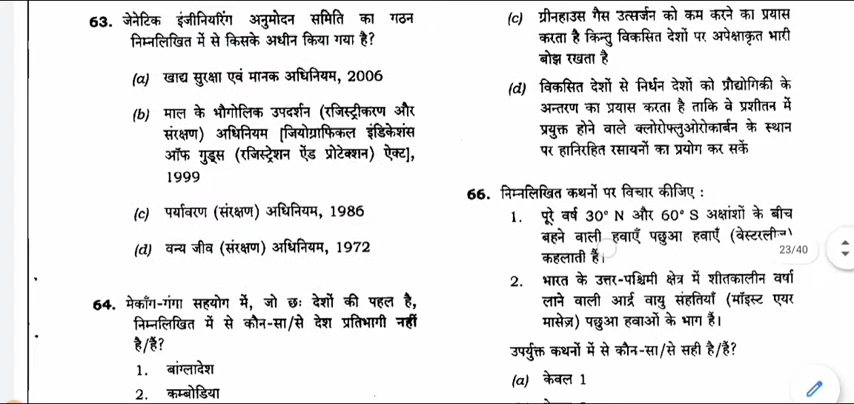 63. जेनेटिक इंजीनियरिंग अनुमोदन समिति का गठन
निम्नलिखित में से किसके अधीन किया गया है?
(a) खाद्य सुरक्षा एवं मानक अधिनियम, 2006
(b) माल के भौगोलिक उपदर्शन (रजिस्ट्रीकरण और
संरक्षण) अधिनियम [जियोग्राफिकल इंडिकेशंस
ऑफ गुड्स (रजिस्ट्रेशन एेंड प्रोटेक्शन) ऐक्ट],
1999
(c) पर्यावरण (संरक्षण) अधिनियम, 1986
(d) वन्य जीव (संरक्षण) अधिनियम, 1972
64. मेकाँग-गंगा सहयोग में, जो छः देशों की पहल है,
निम्नलिखित में से कौन-सा/से देश प्रतिभागी नहीं
है/हैं?
1. बांग्लादेश
2. कम्बोडिया
(c) ग्रीनहाउस गैस उत्सर्जन को कम करने का प्रयास
करता है किन्तु विकसित देशों पर अपेक्षाकृत भारी
बोझ रखता है
(d) विकसित देशों से निर्धन देशों को प्रौद्योगिकी के
अन्तरण का प्रयास करता है ताकि वे प्रशीतन में
प्रयुक्त होने वाले क्लोरोफ्लुओरोकार्बन के स्थान
पर हानिरहित रसायनों का प्रयोग कर सकें
66. निम्नलिखित कथनों पर विचार कीजिए :
1. पूरे वर्ष 30° N और 60° S अक्षांशों के बीच
बहने वाली हवाएँ पछुआ हवाएँ (वेस्टरलीज)
कहलाती हैं।
23/40
2. भारत के उत्तर-पश्चिमी क्षेत्र में शीतकालीन वर्षा
लाने वाली आर्द्र वायु संहतियाँ (मॉइस्ट एयर
मासेज़) पछुआ हवाओं के भाग हैं।
उपर्युक्त कथनों में से कौन-सा/से सही है/हैं?
(a) केवल 1